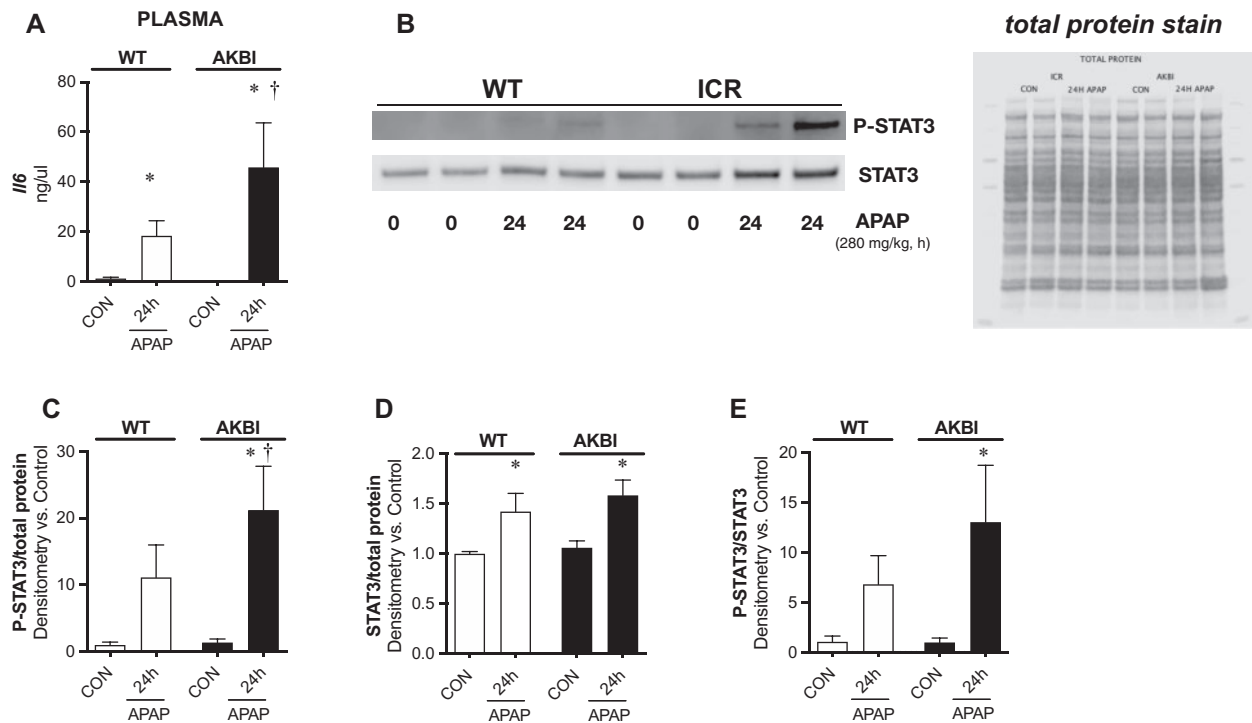 A
PLASMA
WT
AKBI
* †
*
80
60
40
20
0
Il6
ng/ul
CON
24h
CON
24h
APAP
APAP
B
WT
ICR
P-STAT3
STAT3
0 0 24 24 0 0 24 24 APAP
(280 mg/kg, h)
total protein stain
TOTAL PROTEIN
ICR
AKBI
CON
24H APAP
CON
24H APAP
C
WT
AKBI
* †
30
20
10
0
P-STAT3/total protein
Densitometry vs. Control
CON
24h
CON
24h
APAP
APAP
D
WT
AKBI
*
*
2.0
1.5
1.0
0.5
0.0
STAT3/total protein
Densitometry vs. Control
CON
24h
CON
24h
APAP
APAP
E
WT
AKBI
*
20
15
10
5
0
P-STAT3/STAT3
Densitometry vs. Control
CON
24h
CON
24h
APAP
APAP